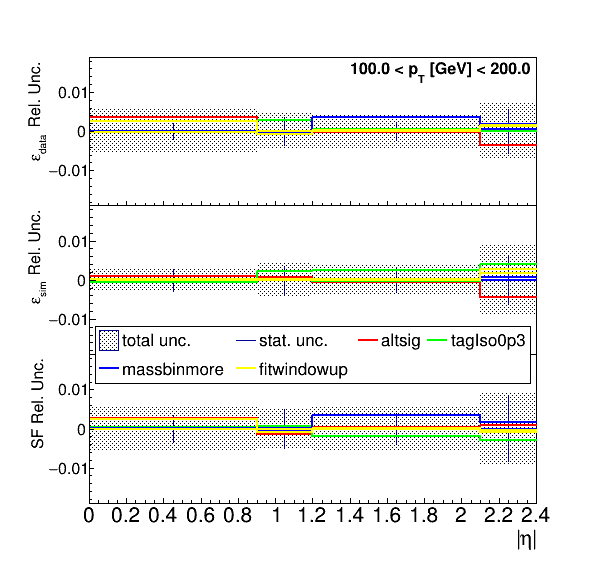 100.0 < p_T [GeV] < 200.0
ε_data Rel. Unc.
0.01
0
−0.01
ε_sim Rel. Unc.
0.01
0
−0.01
total unc. stat. unc. altsig tagIso0p3
massbinmore fitwindowup
SF Rel. Unc.
0.01
0
−0.01
0 0.2 0.4 0.6 0.8 1 1.2 1.4 1.6 1.8 2 2.2 2.4
|η|